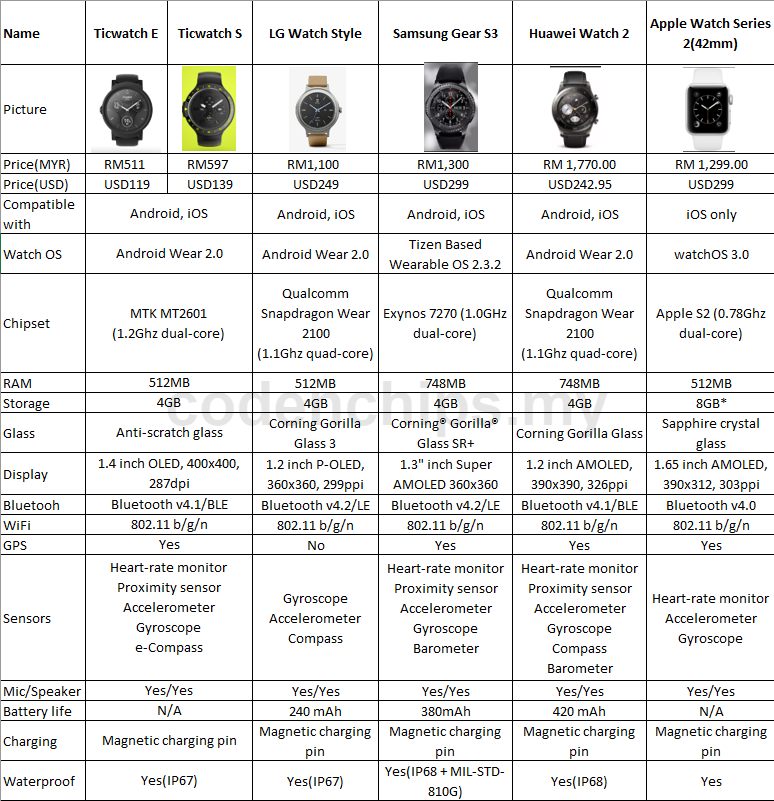 Name Ticwatch E Ticwatch S LG Watch Style Samsung Gear S3 Huawei Watch 2 Apple Watch Series
2(42mm)
Picture
Price(MYR) RM511 RM597 RM1,100 RM1,300 RM 1,770.00 RM 1,299.00
Price(USD) USD119 USD139 USD249 USD299 USD242.95 USD299
Compatible
with Android, iOS Android, iOS Android, iOS Android, iOS iOS only
Watch OS Android Wear 2.0 Android Wear 2.0 Tizen Based
Wearable OS 2.3.2 Android Wear 2.0 watchOS 3.0
Chipset MTK MT2601
(1.2Ghz dual-core) Qualcomm
Snapdragon Wear
2100
(1.1Ghz quad-core) Exynos 7270 (1.0GHz
dual-core) Qualcomm
Snapdragon Wear
2100
(1.1Ghz quad-core) Apple S2 (0.78Ghz
dual-core)
RAM 512MB 512MB 748MB 748MB 512MB
Storage 4GB 4GB 4GB 4GB 8GB*
codenchips.my
Glass Anti-scratch glass Corning Gorilla
Glass 3 Corning® Gorilla®
Glass SR+ Corning Gorilla Glass Sapphire crystal
glass
Display 1.4 inch OLED, 400x400,
287dpi 1.2 inch P-OLED,
360x360, 299ppi 1.3" inch Super
AMOLED 360x360 1.2 inch AMOLED,
390x390, 326ppi 1.65 inch AMOLED,
390x312, 303ppi
Bluetooh Bluetooth v4.1/BLE Bluetooth v4.2/LE Bluetooth v4.2/LE Bluetooth v4.1/BLE Bluetooth v4.0
WiFi 802.11 b/g/n 802.11 b/g/n 802.11 b/g/n 802.11 b/g/n 802.11 b/g/n
GPS Yes No Yes Yes Yes
Sensors Heart-rate monitor
Proximity sensor
Accelerometer
Gyroscope
e-Compass Gyroscope
Accelerometer
Compass Heart-rate monitor
Proximity sensor
Accelerometer
Gyroscope
Barometer Heart-rate monitor
Proximity sensor
Accelerometer
Gyroscope
Compass
Barometer Heart-rate monitor
Accelerometer
Gyroscope
Mic/Speaker Yes/Yes Yes/Yes Yes/Yes Yes/Yes Yes/Yes
Battery life N/A 240 mAh 380mAh 420 mAh N/A
Charging Magnetic charging pin Magnetic charging
pin Magnetic charging
pin Magnetic charging
pin Magnetic charging
pin
Waterproof Yes(IP67) Yes(IP67) Yes(IP68 + MIL-STD-
810G) Yes(IP68) Yes